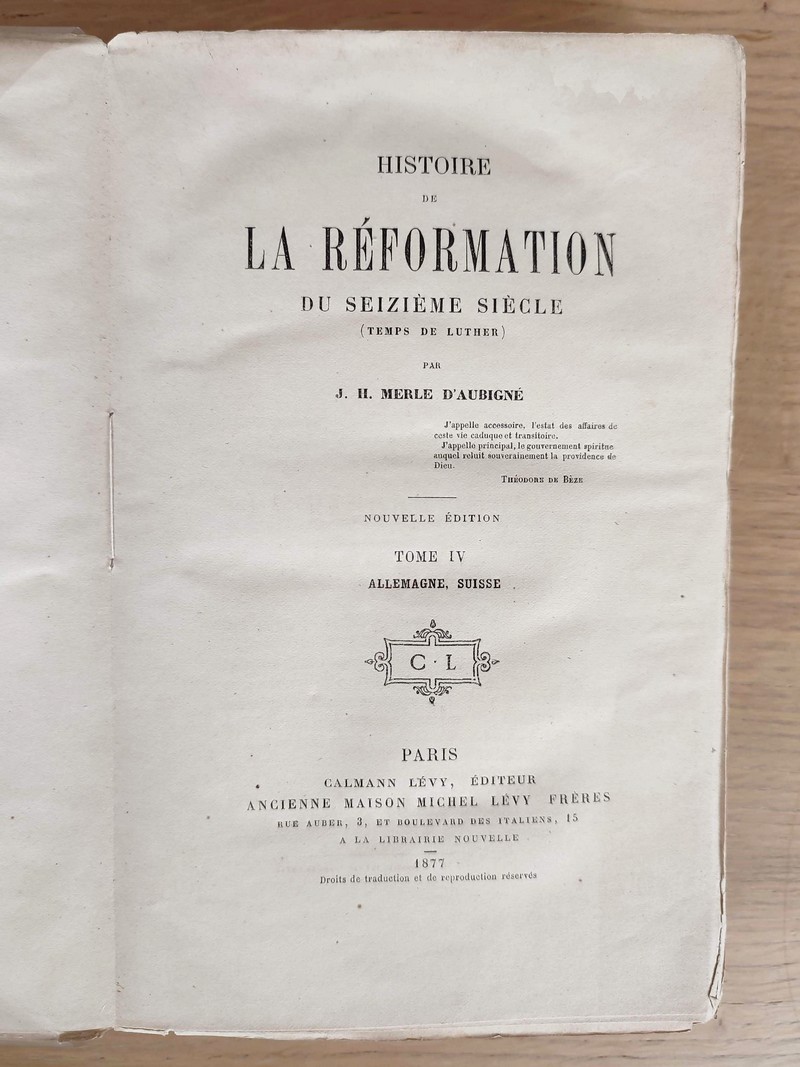 HISTOIRE
DE
LA RÉFORMATION
DU SEIZIÈME SIÈCLE
(TEMPS DE LUTHER)
PAR
J. H. MERLE D'AUBIGNÉ
J'appelle accessoire, l'estat des affaires de
ceste vie caduque et transitoire.
J'appelle principal, le gouvernement spiritue
auquel reluit souverainement la providence de
Dieu.
THÉODORE DE BÈZE
NOUVELLE ÉDITION
TOME IV
ALLEMAGNE, SUISSE
C · L
PARIS
CALMANN LÉVY, ÉDITEUR
ANCIENNE MAISON MICHEL LÉVY FRÈRES
RUE AUBER, 3, ET BOULEVARD DES ITALIENS, 15
A LA LIBRAIRIE NOUVELLE
1877
Droits de traduction et de reproduction réservés